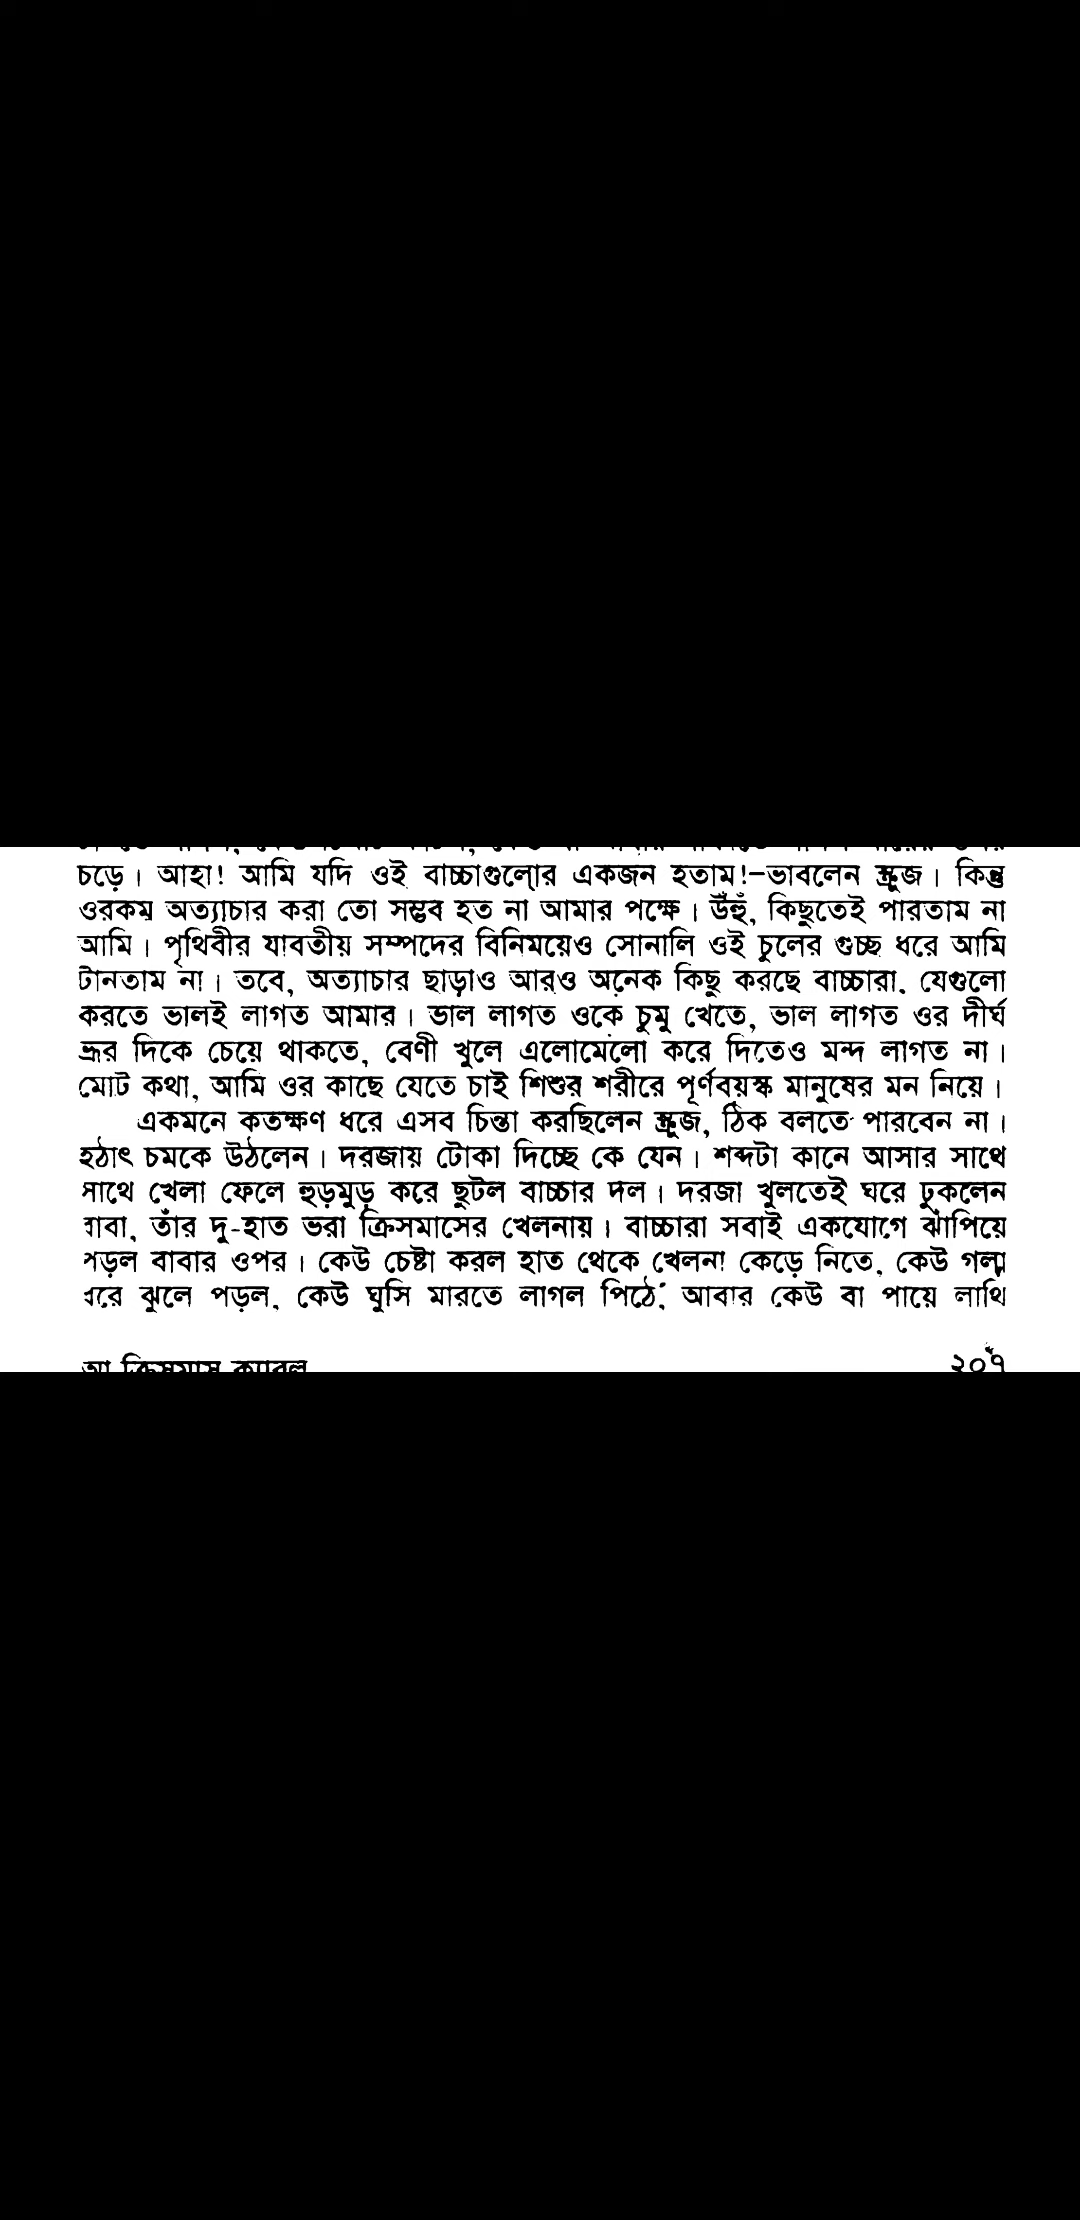 চড়ে। আহা! আমি যদি ওই বাচ্চাগুলোর একজন হতাম!–ভাবলেন স্ক্রুজ। কিন্তু
ওরকম অত্যাচার করা তো সম্ভব হত না আমার পক্ষে। উঁহুঁ, কিছুতেই পারতাম না
আমি। পৃথিবীর যাবতীয় সম্পদের বিনিময়েও সোনালি ওই চুলের গুচ্ছ ধরে আমি
টানতাম না। তবে, অত্যাচার ছাড়াও আরও অনেক কিছু করছে বাচ্চারা, যেগুলো
করতে ভালই লাগত আমার। ভাল লাগত ওকে চুমু খেতে, ভাল লাগত ওর দীর্ঘ
ভ্রূর দিকে চেয়ে থাকতে, বেণী খুলে এলোমেলো করে দিতেও মন্দ লাগত না।
মোট কথা, আমি ওর কাছে যেতে চাই শিশুর শরীরে পূর্ণবয়স্ক মানুষের মন নিয়ে।
একমনে কতক্ষণ ধরে এসব চিন্তা করছিলেন স্ক্রুজ, ঠিক বলতে পারবেন না।
হঠাৎ চমকে উঠলেন। দরজায় টোকা দিচ্ছে কে যেন। শব্দটা কানে আসার সাথে
সাথে খেলা ফেলে হুড়মুড় করে ছুটল বাচ্চার দল। দরজা খুলতেই ঘরে ঢুকলেন
বাবা, তাঁর দু-হাত ভরা ক্রিসমাসের খেলনায়। বাচ্চারা সবাই একযোগে ঝাঁপিয়ে
পড়ল বাবার ওপর। কেউ চেষ্টা করল হাত থেকে খেলনা কেড়ে নিতে, কেউ গলা
ধরে ঝুলে পড়ল, কেউ ঘুসি মারতে লাগল পিঠে; আবার কেউ বা পায়ে লাথি
আ ক্রিসমাস ক্যারল ২০৭